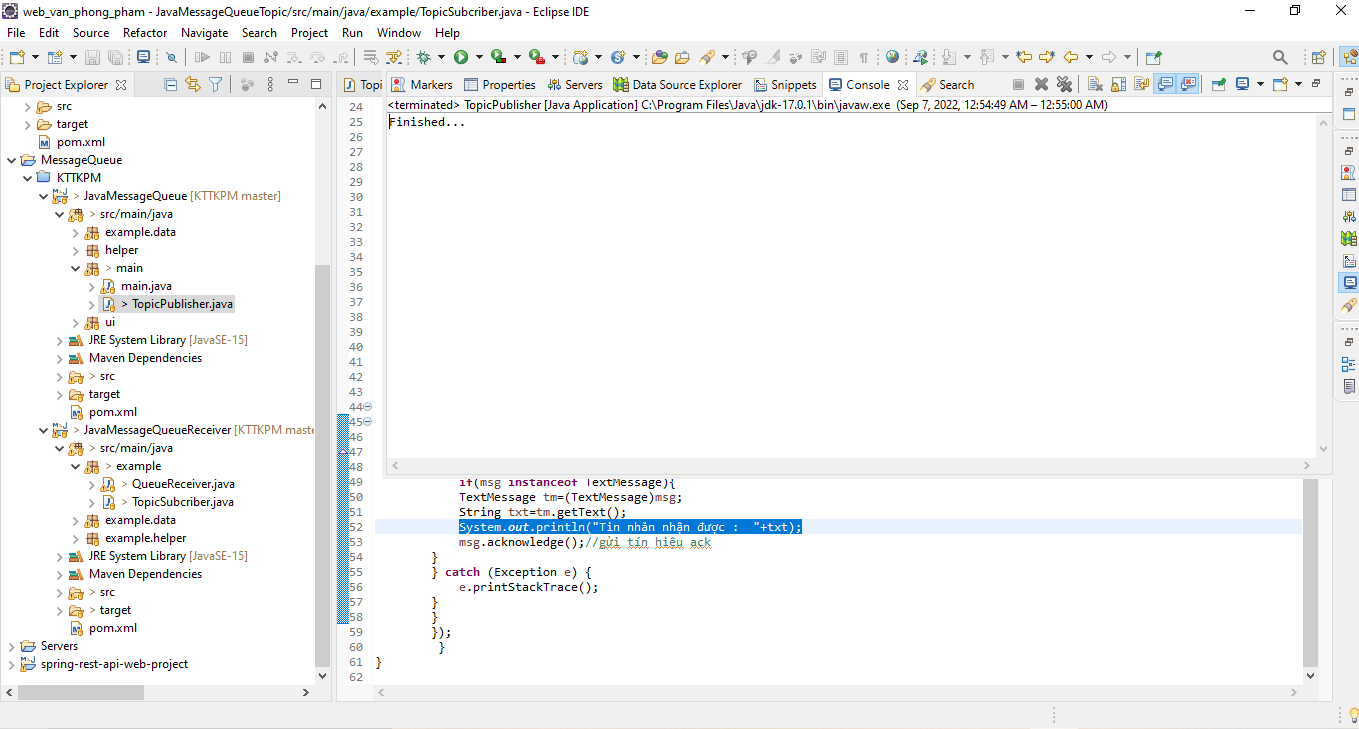 web_van_phong_pham - JavaMessageQueueTopic/src/main/java/example/TopicSubcriber.java - Eclipse IDE
File Edit Source Refactor Navigate Search Project Run Window Help
Project Explorer
Topi
Markers Properties Servers Data Source Explorer Snippets Console Search
<terminated> TopicPublisher [Java Application] C:\Program Files\Java\jdk-17.0.1\bin\javaw.exe (Sep 7, 2022, 12:54:49 AM – 12:55:00 AM)
Finished...
> src
target
pom.xml
MessageQueue
KTTKPM
> JavaMessageQueue [KTTKPM master]
> src/main/java
example.data
helper
> main
main.java
> TopicPublisher.java
ui
JRE System Library [JavaSE-15]
Maven Dependencies
> src
target
pom.xml
> JavaMessageQueueReceiver [KTTKPM maste
> src/main/java
> example
> QueueReceiver.java
> TopicSubcriber.java
example.data
example.helper
JRE System Library [JavaSE-15]
Maven Dependencies
> src
> target
pom.xml
Servers
spring-rest-api-web-project
24
25
26
27
28
29
30
31
32
33
34
35
36
37
38
39
40
41
42
43
44
45
46
47
48
49 if(msg instanceof TextMessage){
50 TextMessage tm=(TextMessage)msg;
51 String txt=tm.getText();
52 System.out.println("Tin nhắn nhận được :  "+txt);
53 msg.acknowledge();//gửi tín hiệu ack
54 }
55 } catch (Exception e) {
56 e.printStackTrace();
57 }
58 }
59 });
60 }
61 }
62